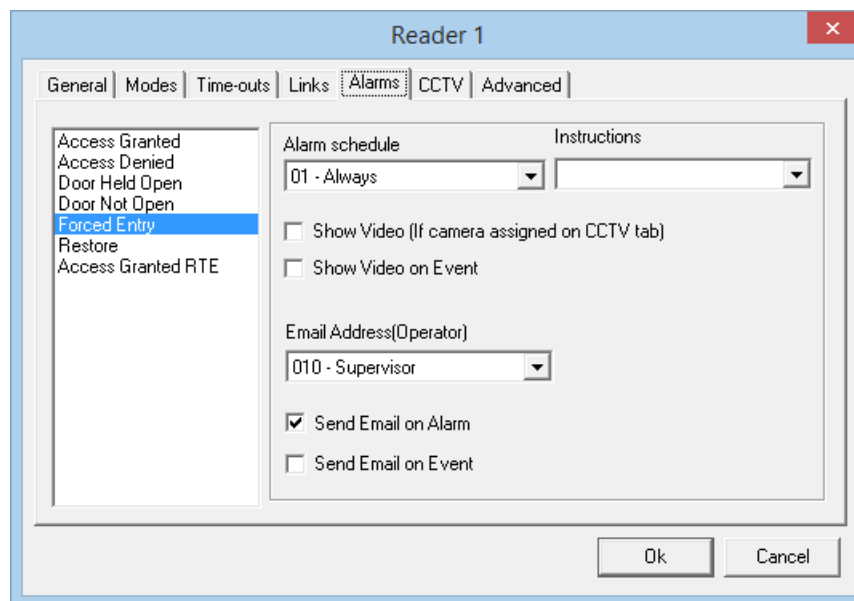 Reader 1
General Modes Time-outs Links Alarms CCTV Advanced
Access Granted
Access Denied
Door Held Open
Door Not Open
Forced Entry
Restore
Access Granted RTE
Alarm schedule
Instructions
01 - Always
Show Video (If camera assigned on CCTV tab)
Show Video on Event
Email Address(Operator)
010 - Supervisor
Send Email on Alarm
Send Email on Event
Ok
Cancel